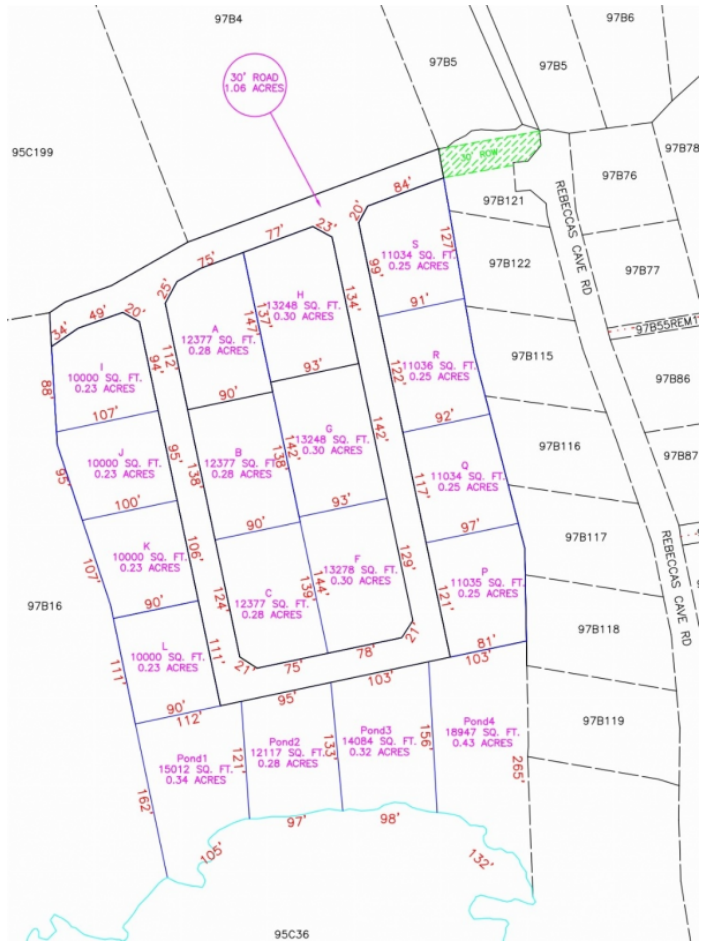 97B4
97B6
97B5
97B5
30' ROAD
1.06 ACRES
95C199
97B78
30' ROW
97B76
84'
97B121
REBECCAS CAVE RD
20'
23'
77'
S
11034 SQ. FT.
0.25 ACRES
127'
75'
99'
97B122
97B77
25'
H
13248 SQ. FT.
0.30 ACRES
134'
147'
137'
91'
20'
49'
34'
A
12377 SQ. FT.
0.28 ACRES
97B55REM1
94'
112'
R
11036 SQ. FT.
0.25 ACRES
97B115
122'
I
10000 SQ. FT.
0.23 ACRES
93'
97B86
88'
90'
107'
92'
G
13248 SQ. FT.
0.30 ACRES
142'
97B116
J
10000 SQ. FT.
0.23 ACRES
B
12377 SQ. FT.
0.28 ACRES
142'
138'
97B87
95'
138'
95'
Q
11034 SQ. FT.
0.25 ACRES
117'
100'
93'
90'
97'
97B117
K
10000 SQ. FT.
0.23 ACRES
106'
107'
F
13278 SQ. FT.
0.30 ACRES
129'
P
11035 SQ. FT.
0.25 ACRES
REBECCAS CAVE RD
C
12377 SQ. FT.
0.28 ACRES
139'
144'
124'
97B16
90'
121'
97B118
L
10000 SQ. FT.
0.23 ACRES
111'
111'
21'
78'
75'
21'
81'
103'
103'
95'
90'
112'
97B119
Pond4
18947 SQ. FT.
0.43 ACRES
Pond3
14084 SQ. FT.
0.32 ACRES
156'
Pond2
12117 SQ. FT.
0.28 ACRES
133'
Pond1
15012 SQ. FT.
0.34 ACRES
121'
265'
162'
97'
98'
105'
132'
95C36